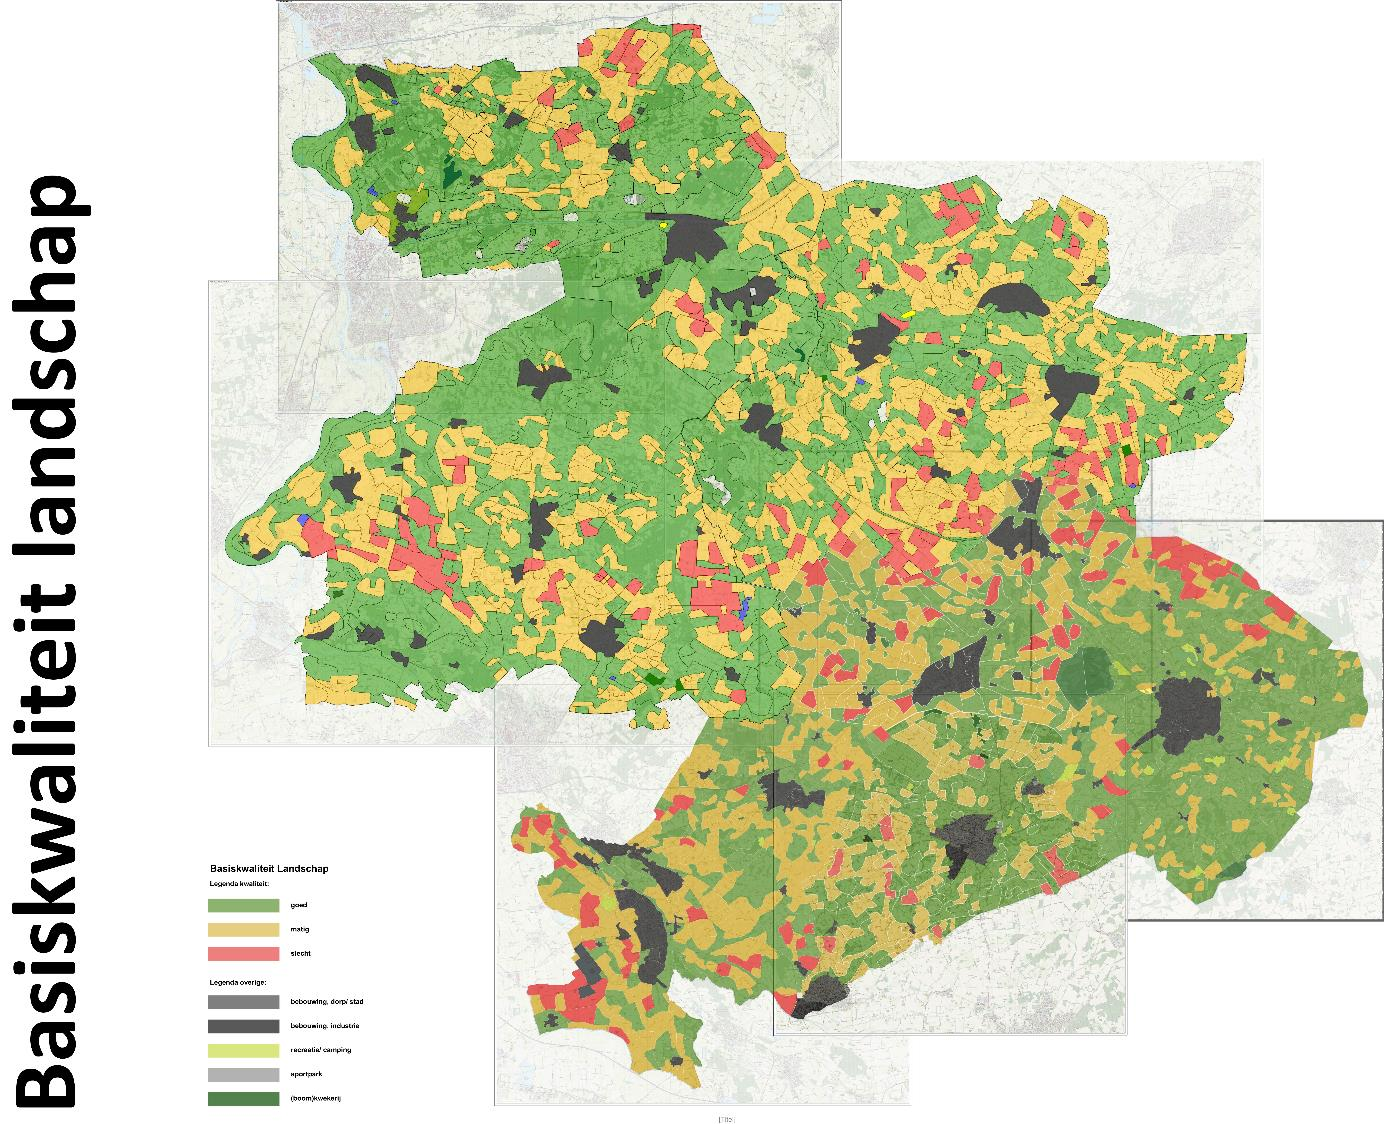 Basiskwaliteit landschap
Basiskwaliteit Landschap
Legenda kwaliteit:
goed
matig
slecht
Legenda overige:
bebouwing, dorp/ stad
bebouwing, industrie
recreatie/ camping
sportpark
(boom)kwekerij
[Titel]